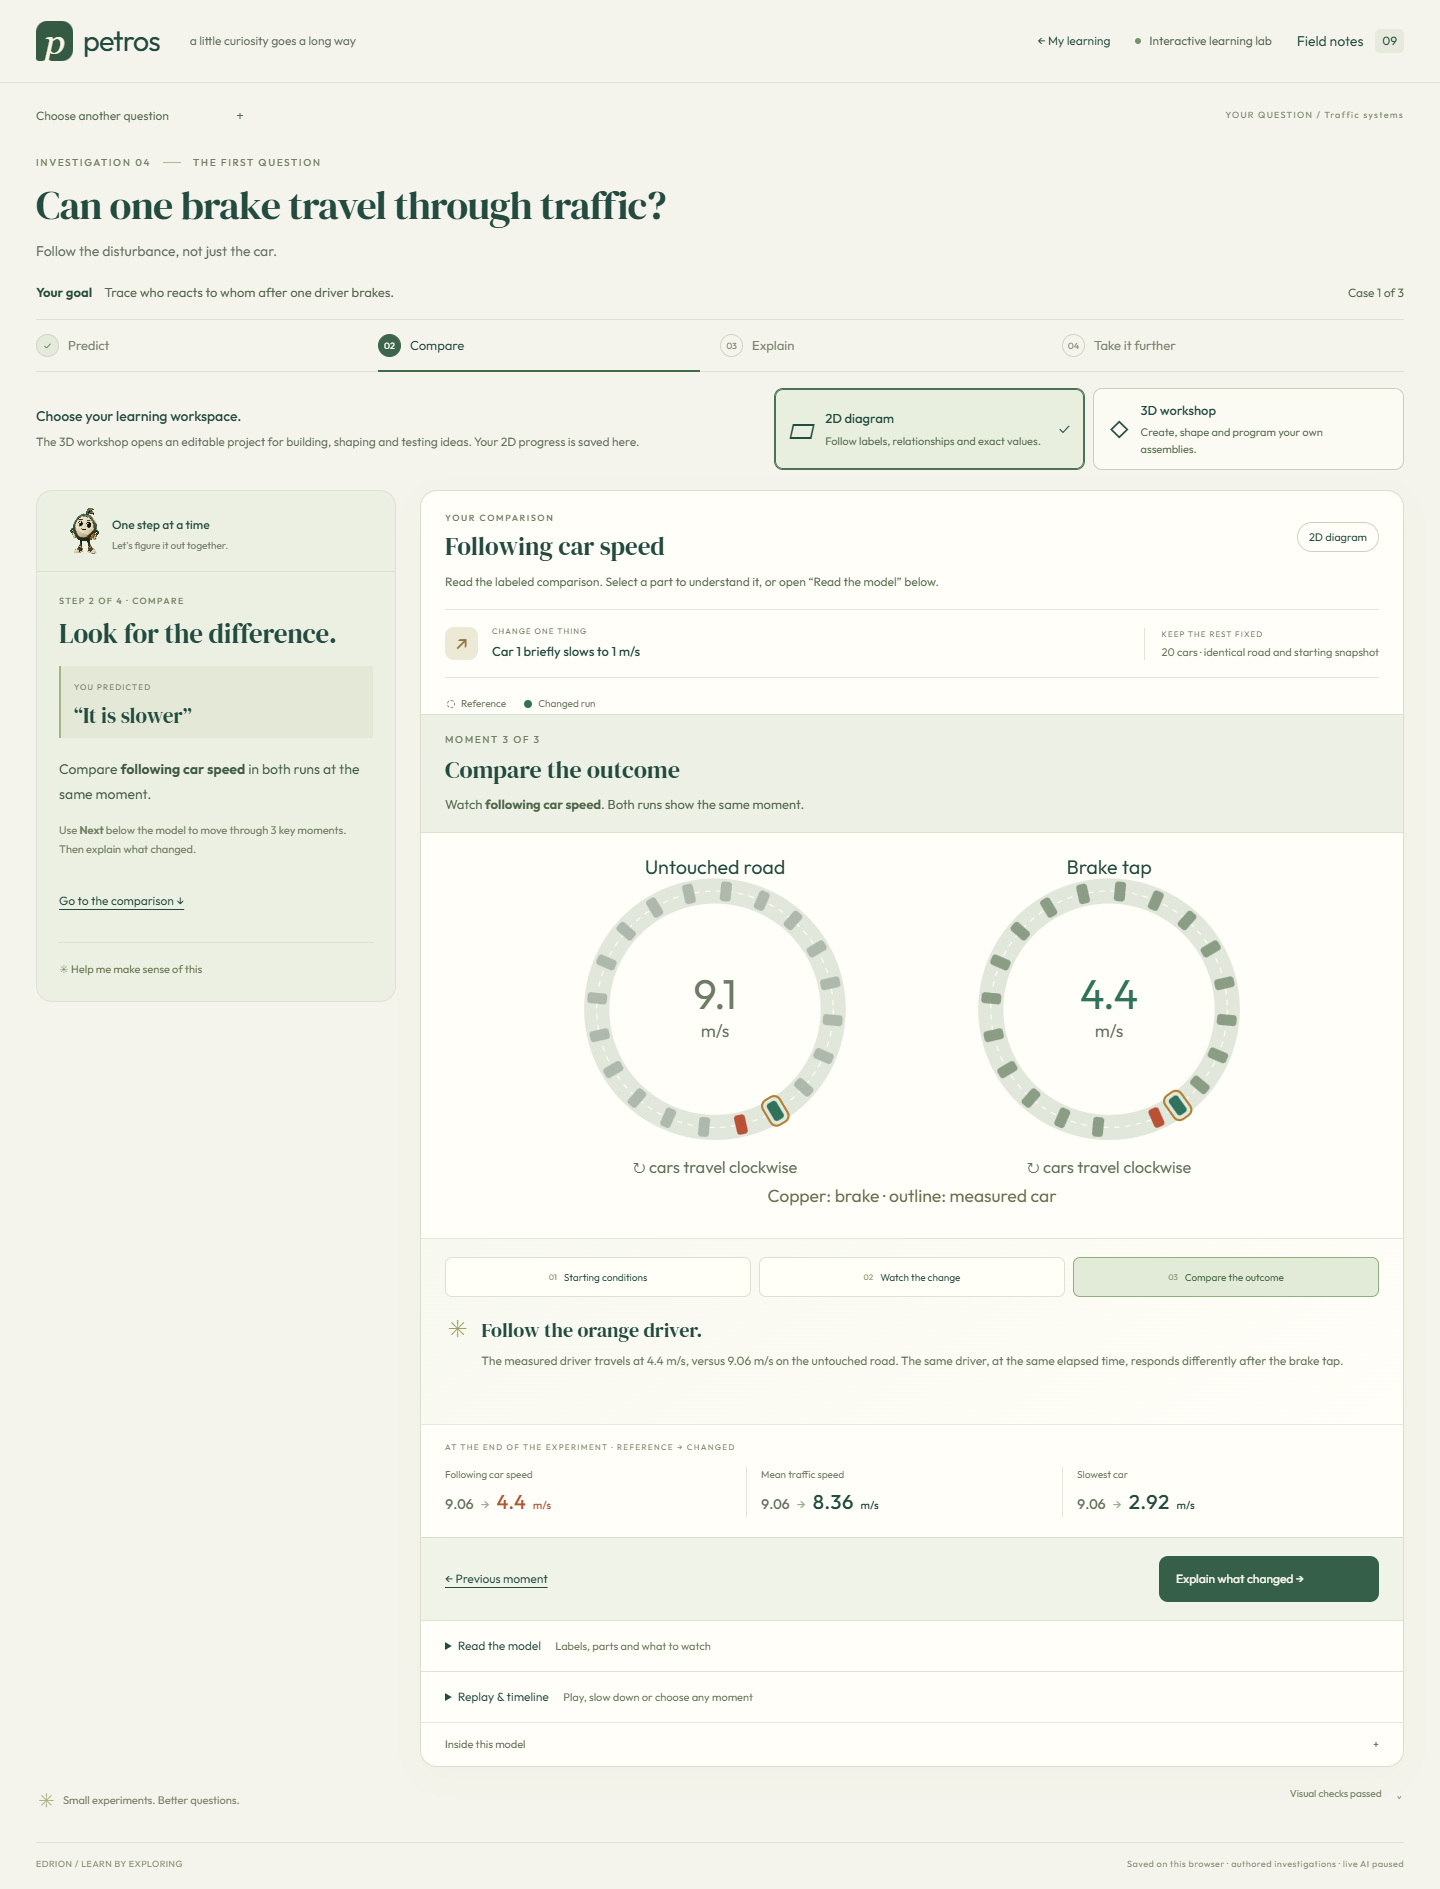 p petros
a little curiosity goes a long way
← My learning
Interactive learning lab
Field notes 09
Choose another question +
YOUR QUESTION / Traffic systems
INVESTIGATION 04 — THE FIRST QUESTION
Can one brake travel through traffic?
Follow the disturbance, not just the car.
Your goal Trace who reacts to whom after one driver brakes.
Case 1 of 3
✓ Predict
02 Compare
03 Explain
04 Take it further
Choose your learning workspace.
The 3D workshop opens an editable project for building, shaping and testing ideas. Your 2D progress is saved here.
2D diagram
Follow labels, relationships and exact values.
✓
3D workshop
Create, shape and program your own
assemblies.
One step at a time
Let's figure it out together.
STEP 2 OF 4 · COMPARE
Look for the difference.
YOU PREDICTED
“It is slower”
Compare following car speed in both runs at the
same moment.
Use Next below the model to move through 3 key moments.
Then explain what changed.
Go to the comparison ↓
✳ Help me make sense of this
YOUR COMPARISON
Following car speed
2D diagram
Read the labeled comparison. Select a part to understand it, or open “Read the model” below.
CHANGE ONE THING
Car 1 briefly slows to 1 m/s
KEEP THE REST FIXED
20 cars · identical road and starting snapshot
Reference
Changed run
MOMENT 3 OF 3
Compare the outcome
Watch following car speed. Both runs show the same moment.
Untouched road
9.1
m/s
↻ cars travel clockwise
Brake tap
4.4
m/s
↻ cars travel clockwise
Copper: brake · outline: measured car
01 Starting conditions
02 Watch the change
03 Compare the outcome
Follow the orange driver.
The measured driver travels at 4.4 m/s, versus 9.06 m/s on the untouched road. The same driver, at the same elapsed time, responds differently after the brake tap.
AT THE END OF THE EXPERIMENT · REFERENCE → CHANGED
Following car speed
9.06 → 4.4 m/s
Mean traffic speed
9.06 → 8.36 m/s
Slowest car
9.06 → 2.92 m/s
← Previous moment
Explain what changed →
▶ Read the model Labels, parts and what to watch
▶ Replay & timeline Play, slow down or choose any moment
Inside this model +
Small experiments. Better questions.
Visual checks passed
EDRION / LEARN BY EXPLORING
Saved on this browser · authored investigations · live AI paused